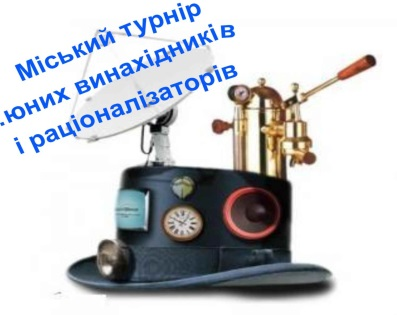 Міський турнір
.юних винахідників
і раціоналізаторів